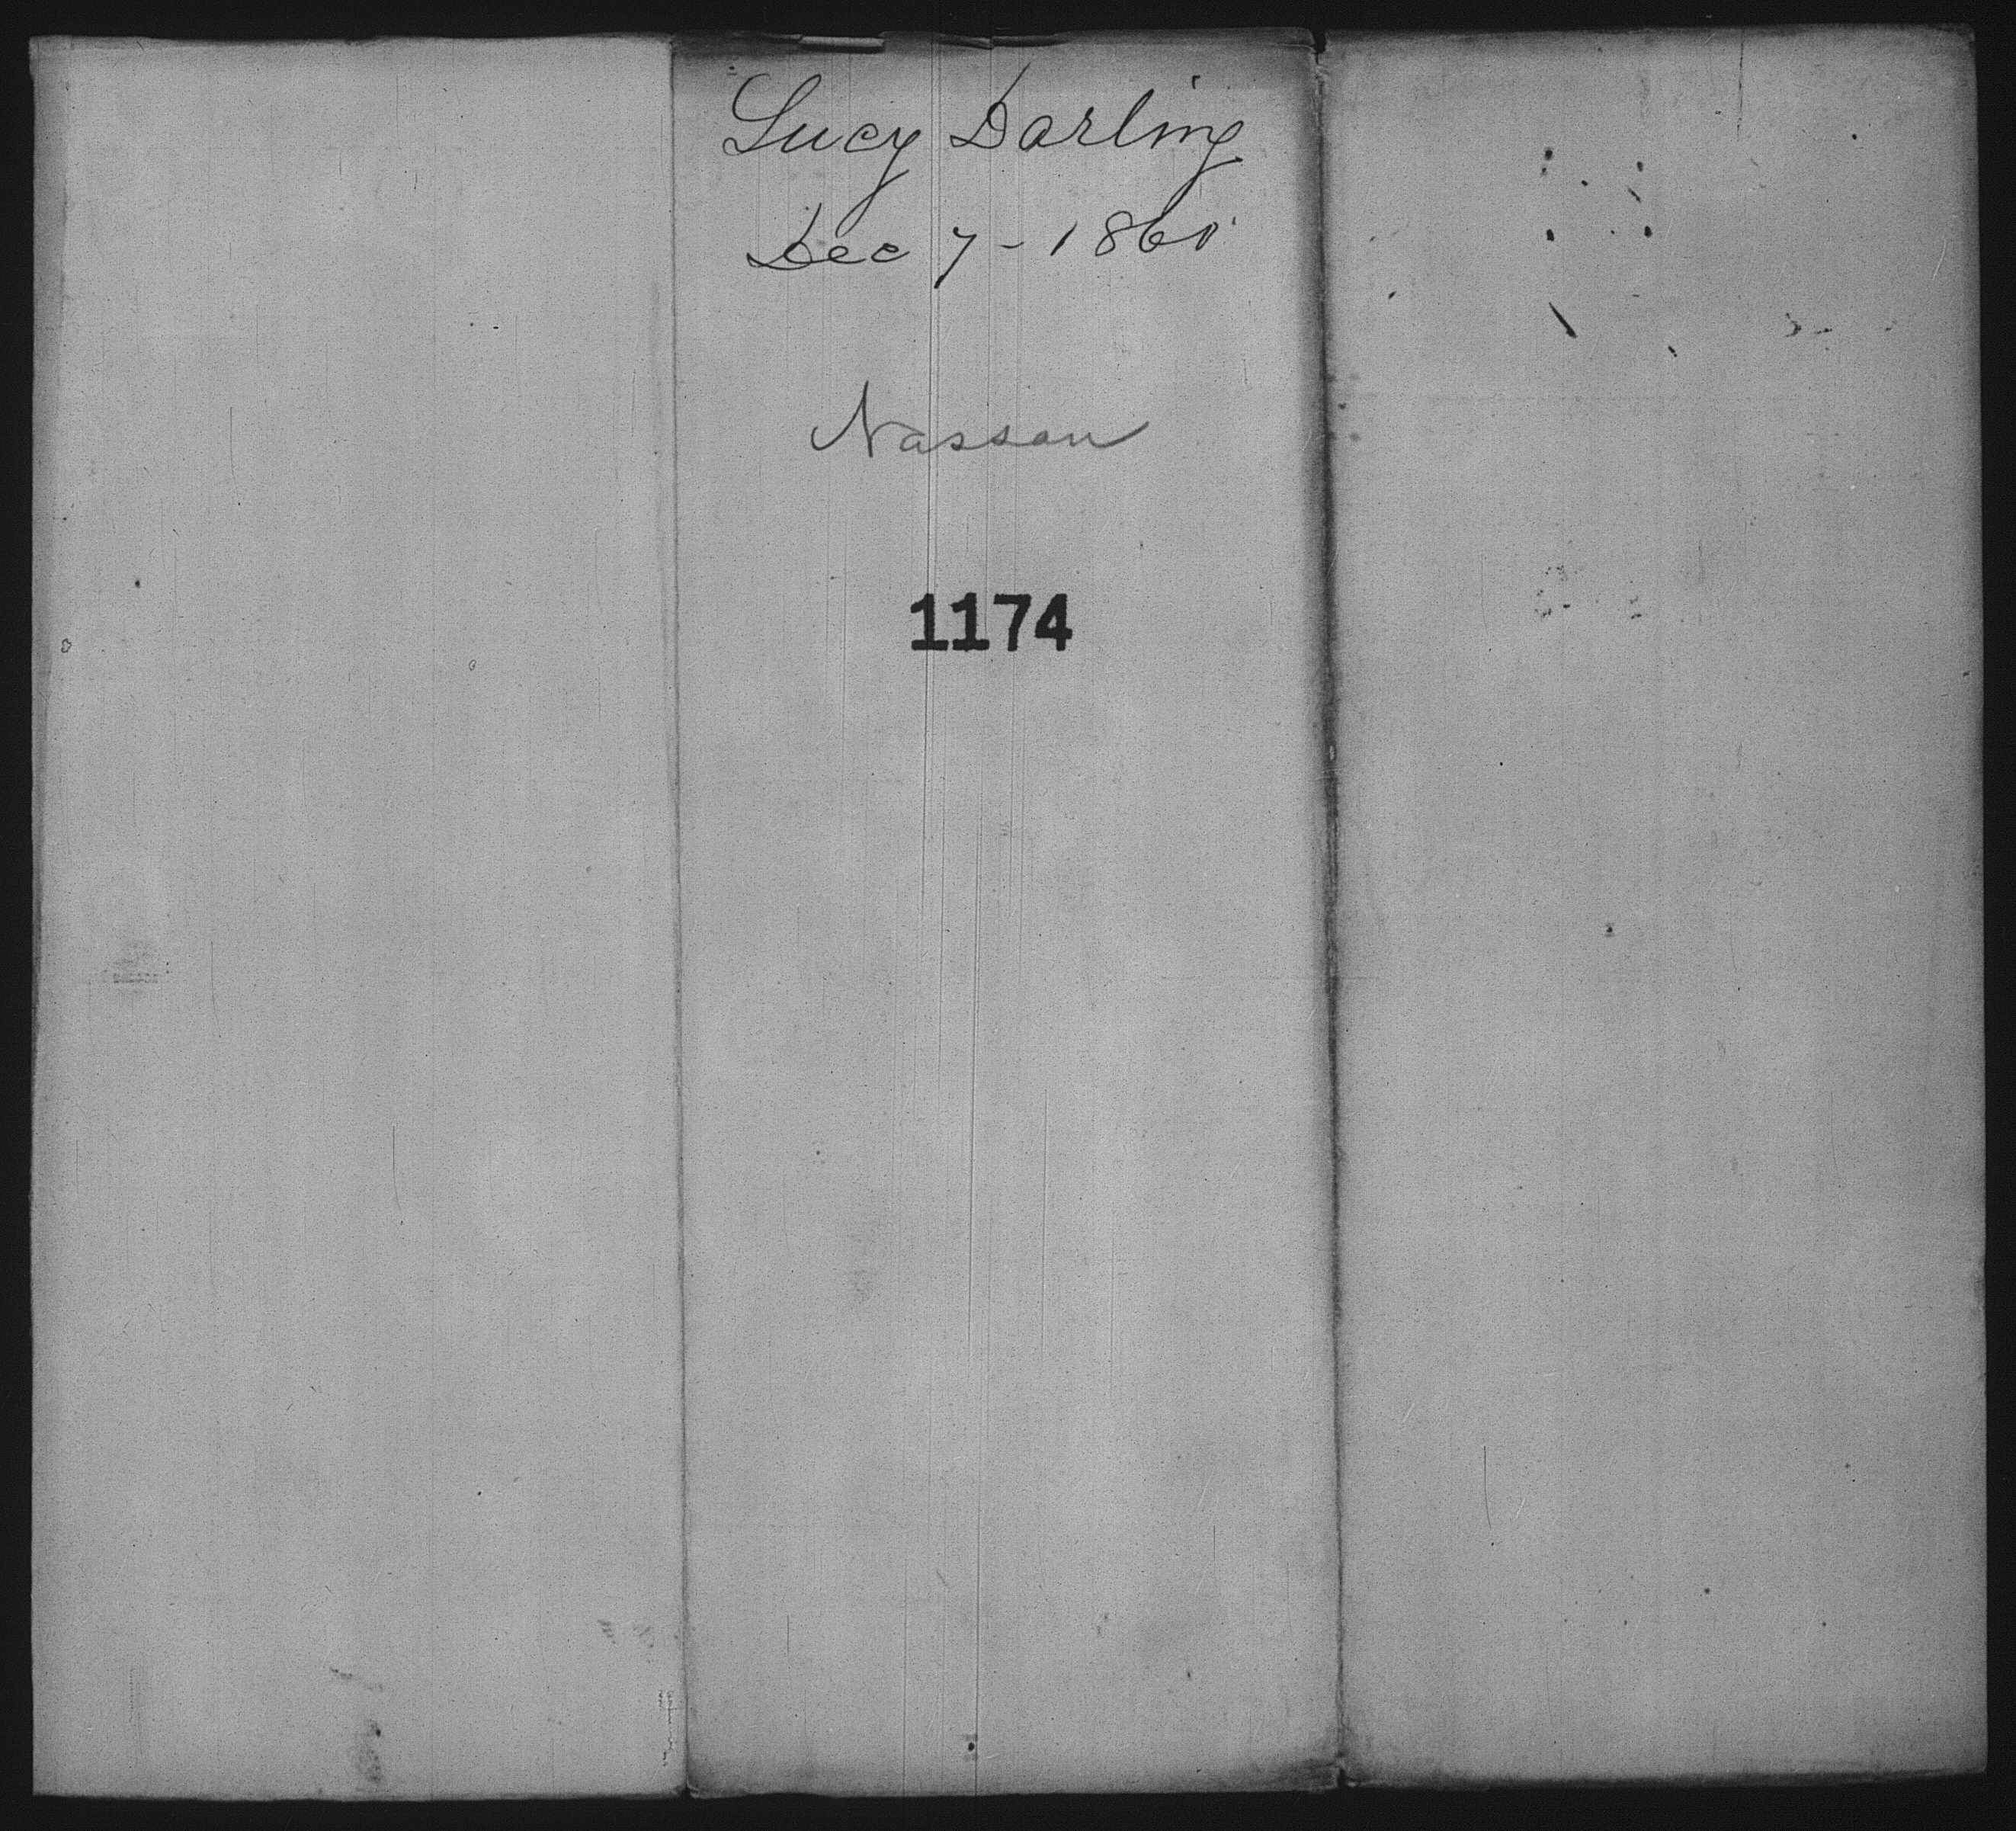 Lucy Darling
Dec 7 - 1860
Nassau
1174